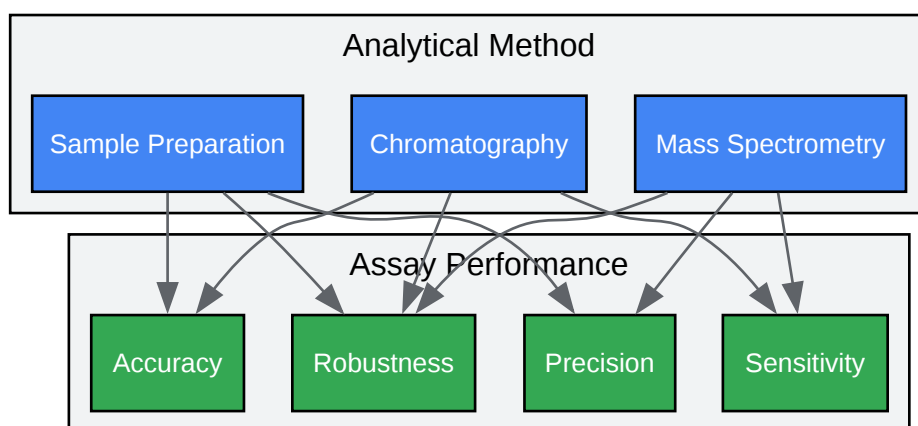 Analytical Method
Sample Preparation
Chromatography
Mass Spectrometry
Assay Performance
Accuracy
Robustness
Precision
Sensitivity